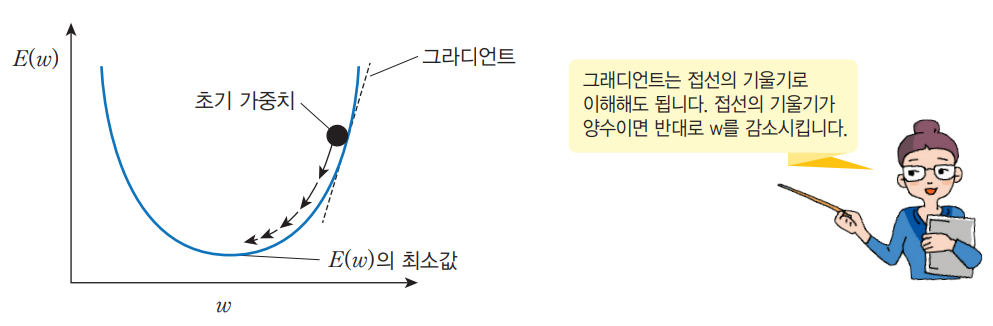 E(w)
그라디언트
초기 가중치
E(w)의 최소값
w
그래디언트는 접선의 기울기로
이해해도 됩니다. 접선의 기울기가
양수이면 반대로 w를 감소시킵니다.